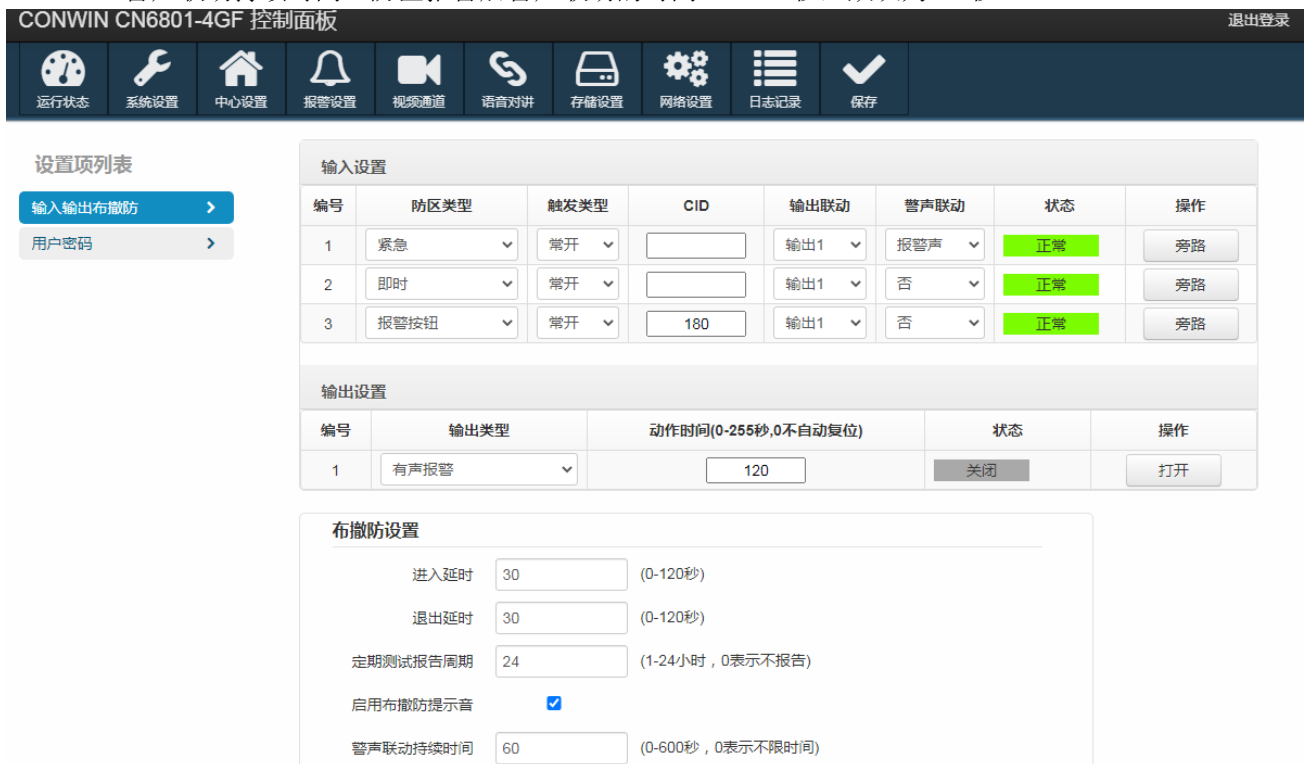 CONWIN CN6801-4GF 控制面板 退出登录
运行状态 系统设置 中心设置 报警设置 视频通道 语音对讲 存储设置 网络设置 日志记录 保存
设置项列表
输入输出布撤防
用户密码
输入设置
编号 防区类型 触发类型 CID 输出联动 警声联动 状态 操作
1 紧急 常开 输出1 报警声 正常 旁路
2 即时 常开 输出1 否 正常 旁路
3 报警按钮 常开 180 输出1 否 正常 旁路
输出设置
编号 输出类型 动作时间(0-255秒,0不自动复位) 状态 操作
1 有声报警 120 关闭 打开
布撤防设置
进入延时 30 (0-120秒)
退出延时 30 (0-120秒)
定期测试报告周期 24 (1-24小时，0表示不报告)
启用布撤防提示音
警声联动持续时间 60 (0-600秒，0表示不限时间)